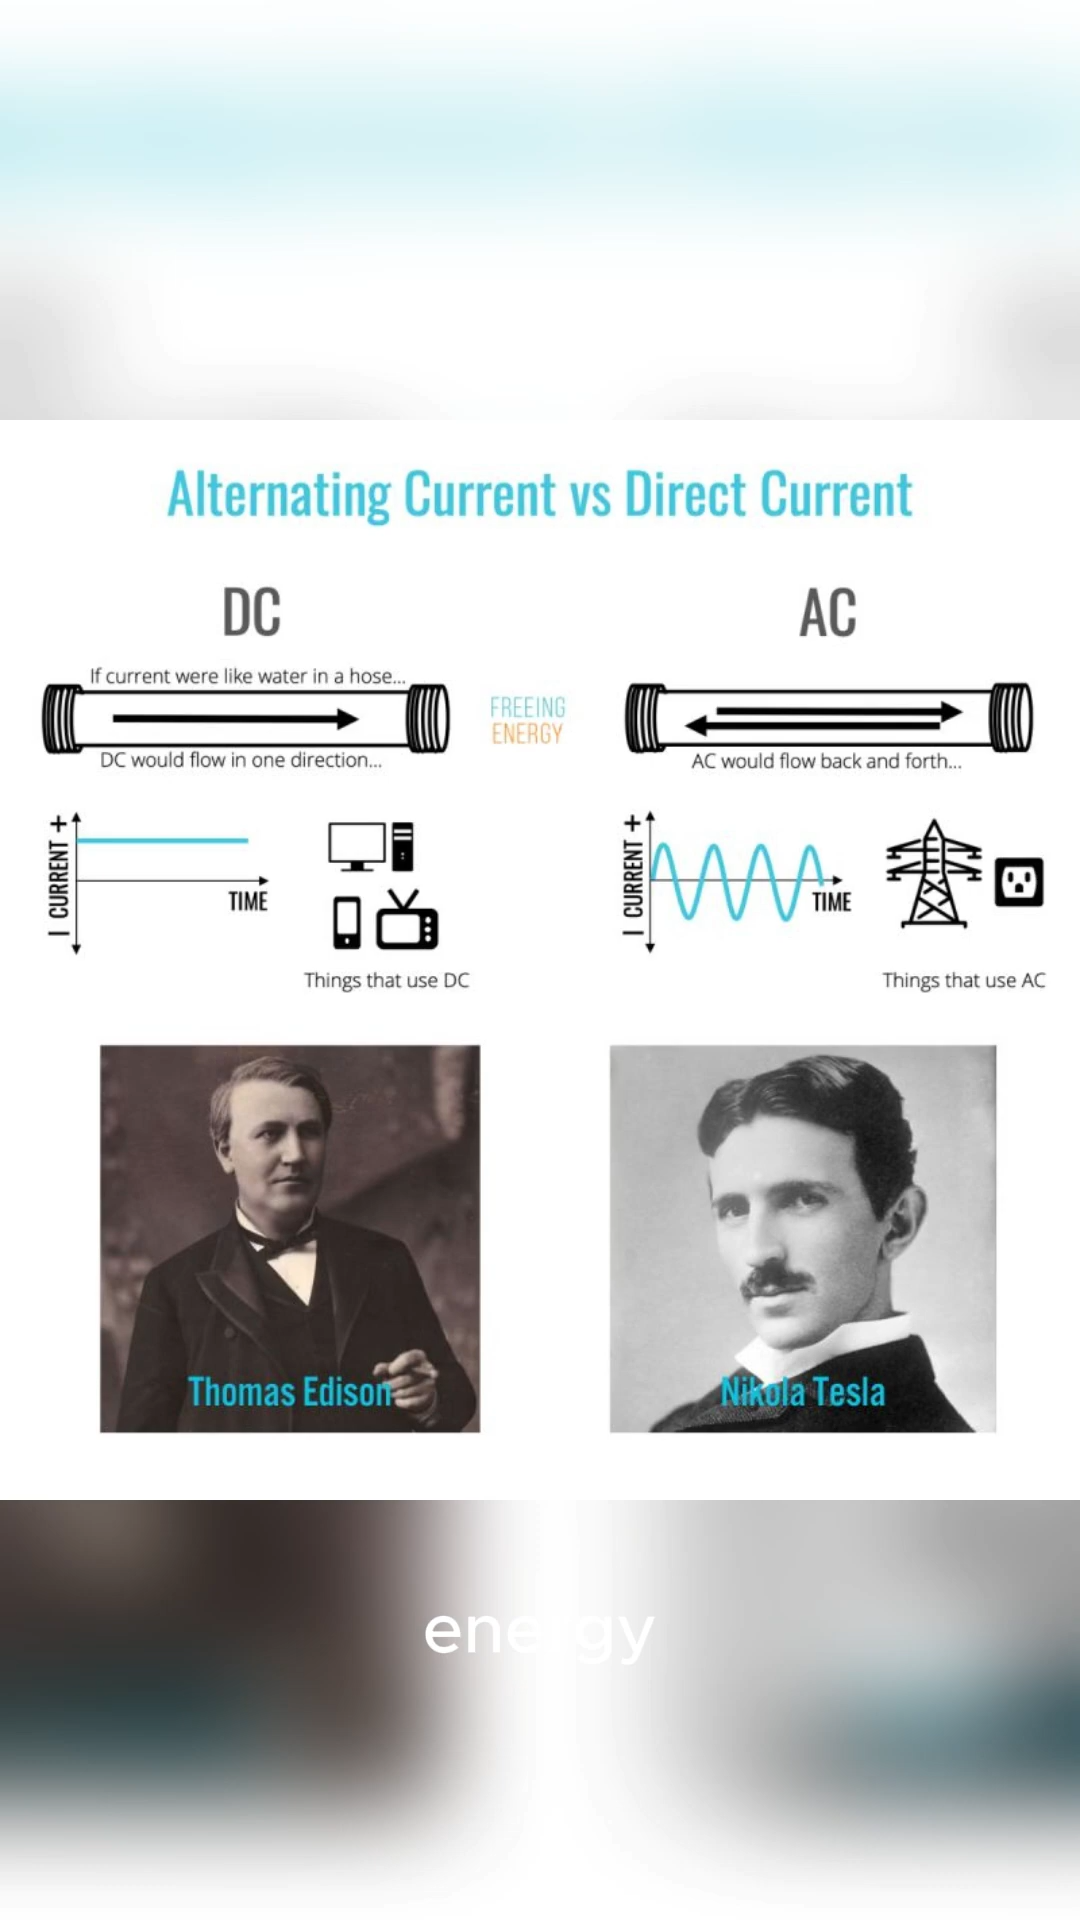 Alternating Current vs Direct Current
DC
If current were like water in a hose...
DC would flow in one direction...
— CURRENT +
TIME
Things that use DC
FREEING
ENERGY
AC
AC would flow back and forth...
— CURRENT +
TIME
Things that use AC
Thomas Edison
Nikola Tesla
energy